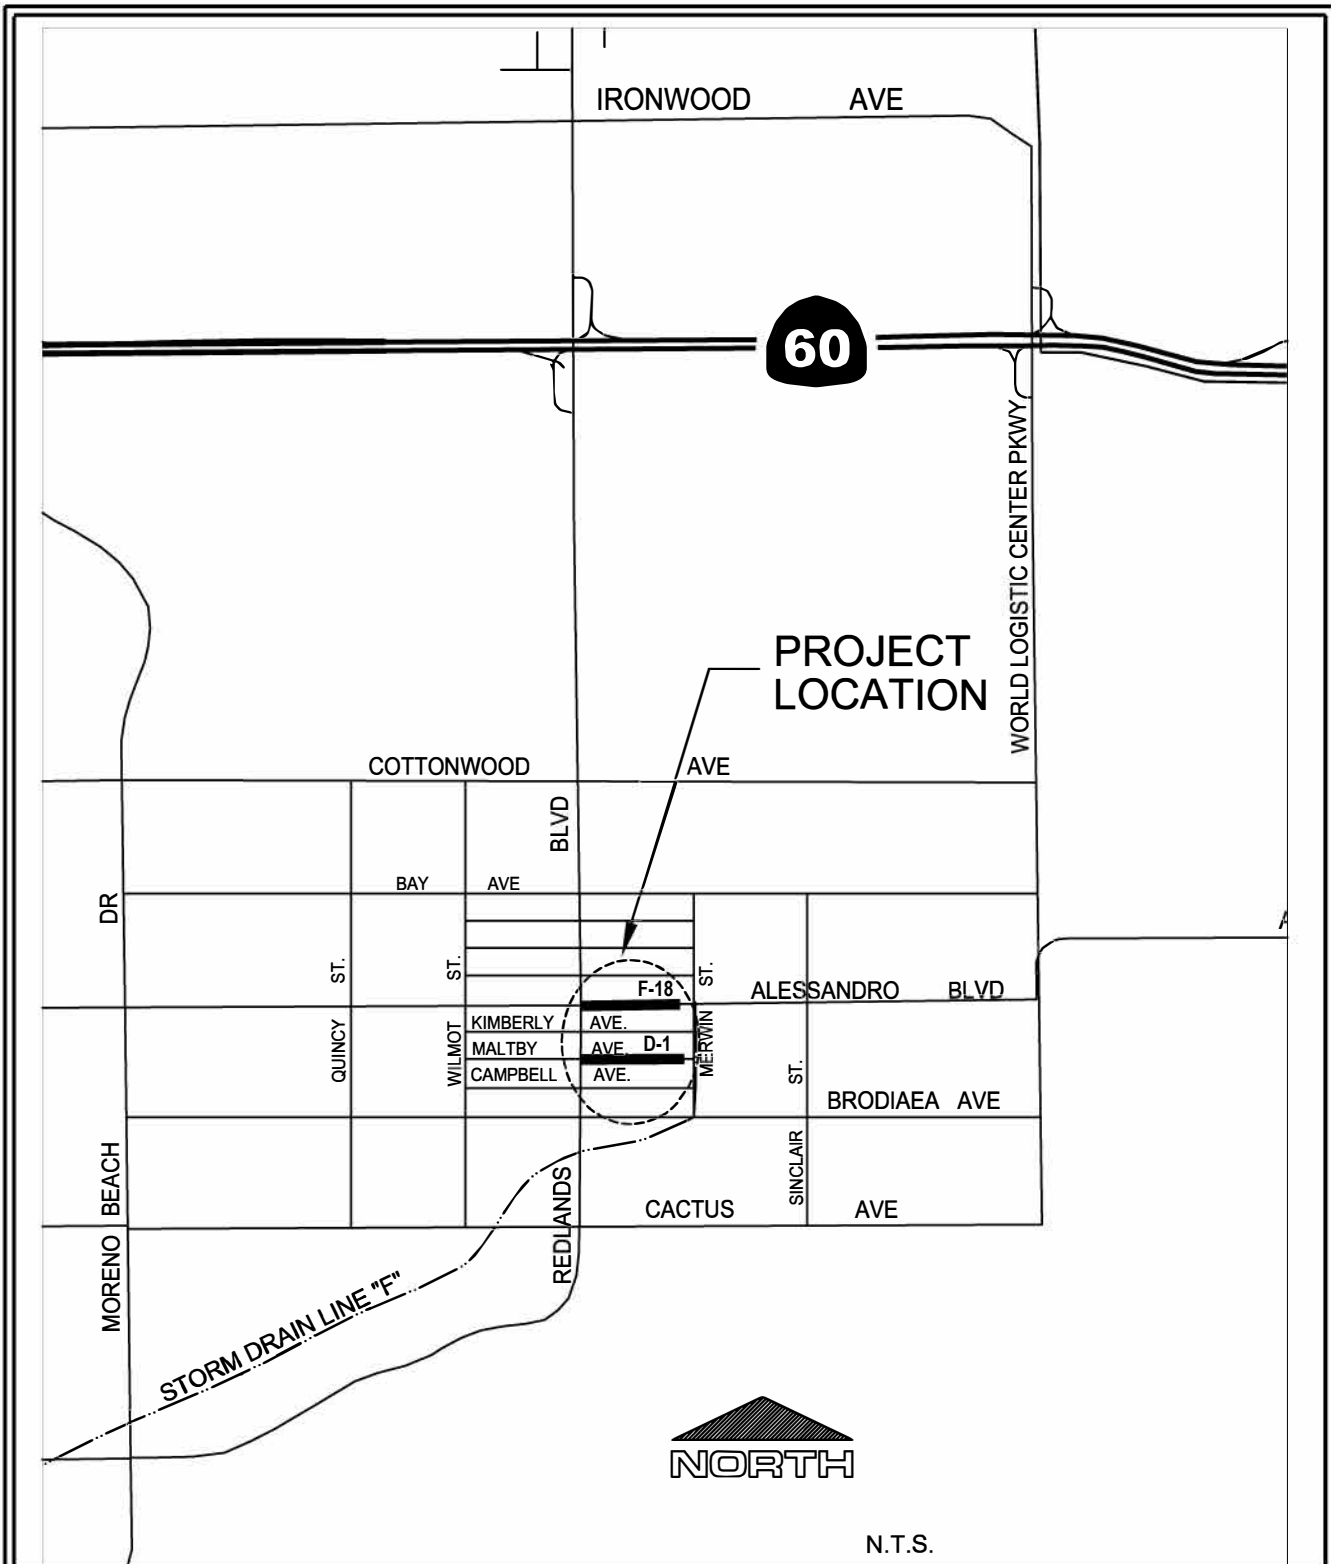 IRONWOOD AVE
60
WORLD LOGISTIC CENTER PKWY
PROJECT
LOCATION
COTTONWOOD AVE
BLVD
BAY AVE
DR
ST.
ST.
ST.
F-18
ALESSANDRO BLVD
KIMBERLY AVE.
MALTBY AVE.
D-1
CAMPBELL AVE.
QUINCY
WILMOT
MERWIN
ST.
BRODIAEA AVE
SINCLAIR
MORENO BEACH
REDLANDS
CACTUS AVE
STORM DRAIN LINE "F"
NORTH
N.T.S.